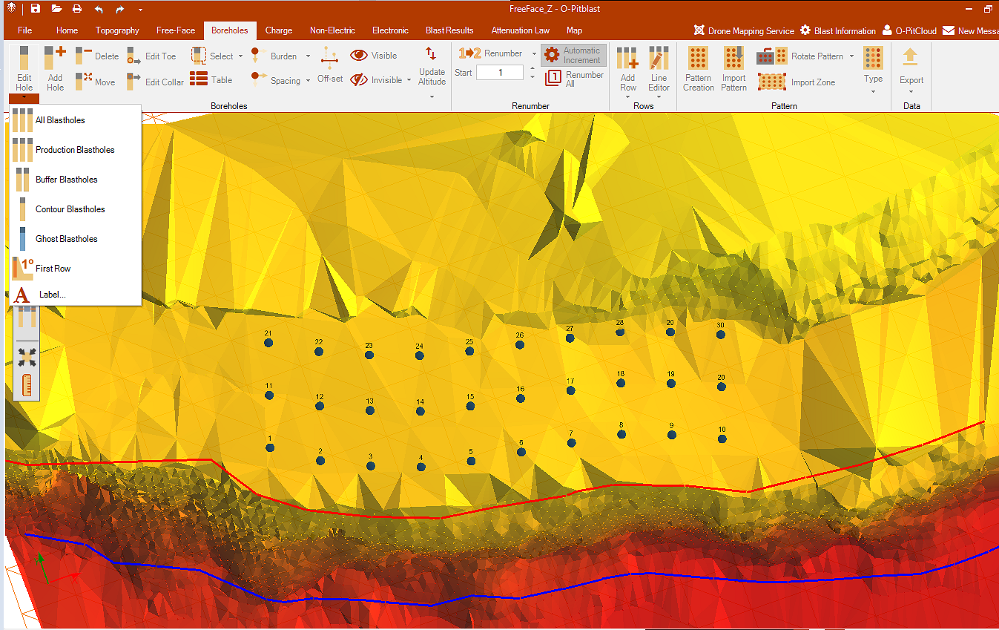 FreeFace_Z - O-Pitblast
File Home Topography Free-Face Boreholes Charge Non-Electric Electronic Blast Results Attenuation Law Map Drone Mapping Service Blast Information O-PitCloud New Messa
Edit Hole
Add Hole
Delete
Move
Edit Toe
Edit Collar
Select
Table
Burden
Spacing
Off-set
Visible
Invisible
Update Altitude
Boreholes
1 2 Renumber
Start 1
Automatic Increment
1 Renumber All
Renumber
Add Row
Line Editor
Rows
Pattern Creation
Import Pattern
Rotate Pattern
Import Zone
Type
Pattern
Export
Data
All Blastholes
Production Blastholes
Buffer Blastholes
Contour Blastholes
Ghost Blastholes
1º First Row
A Label...
21 22 23 24 25 26 27 28 29 30
11 12 13 14 15 16 17 18 19 20
1 2 3 4 5 6 7 8 9 10